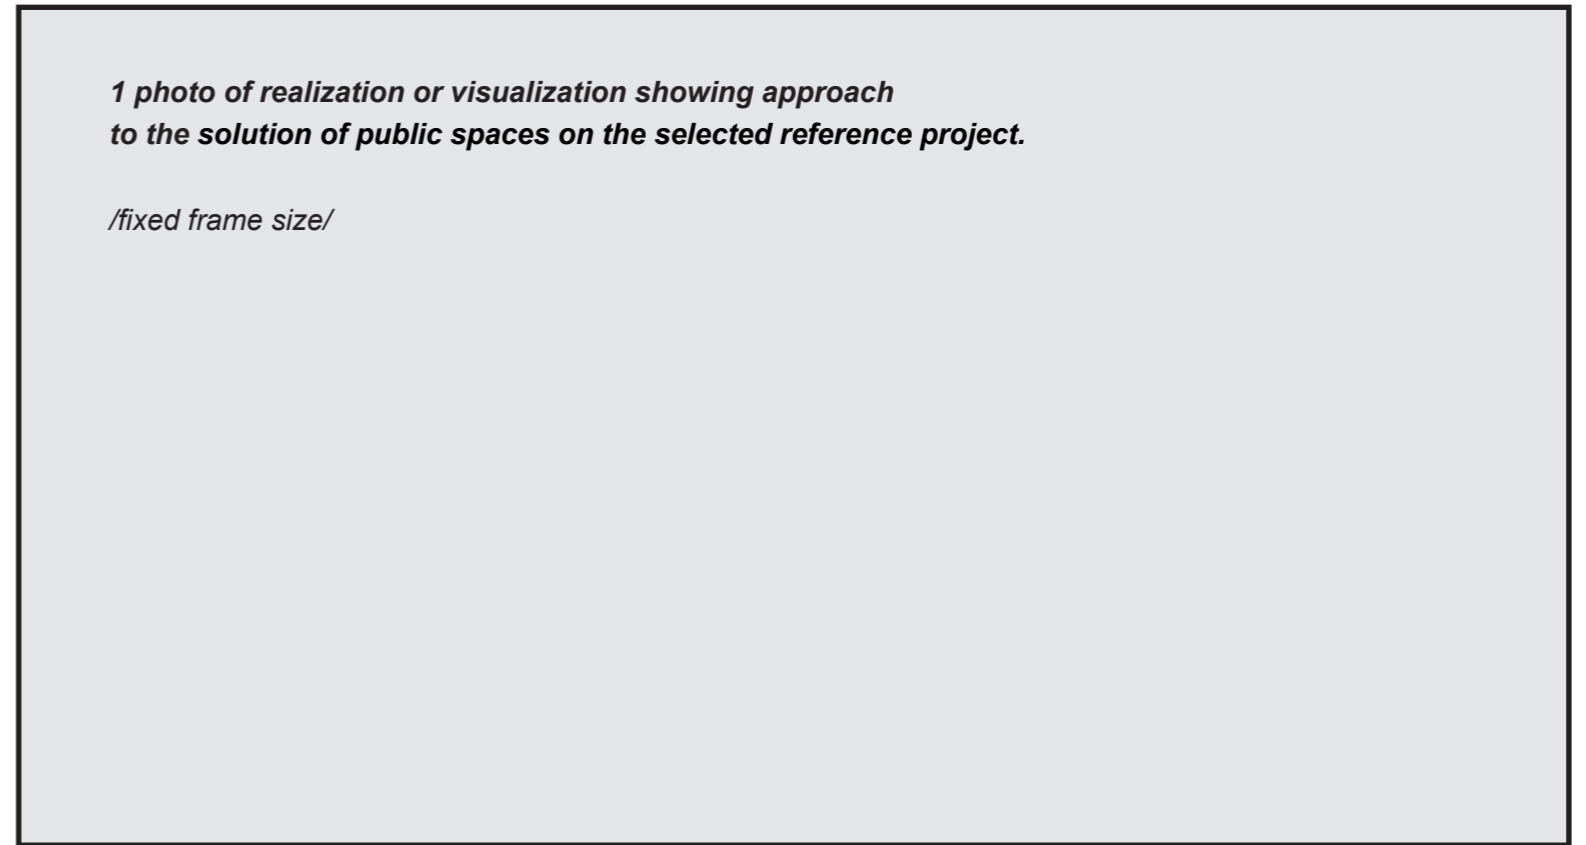 1 photo of realization or visualization showing approach
to the solution of public spaces on the selected reference project.
/fixed frame size/